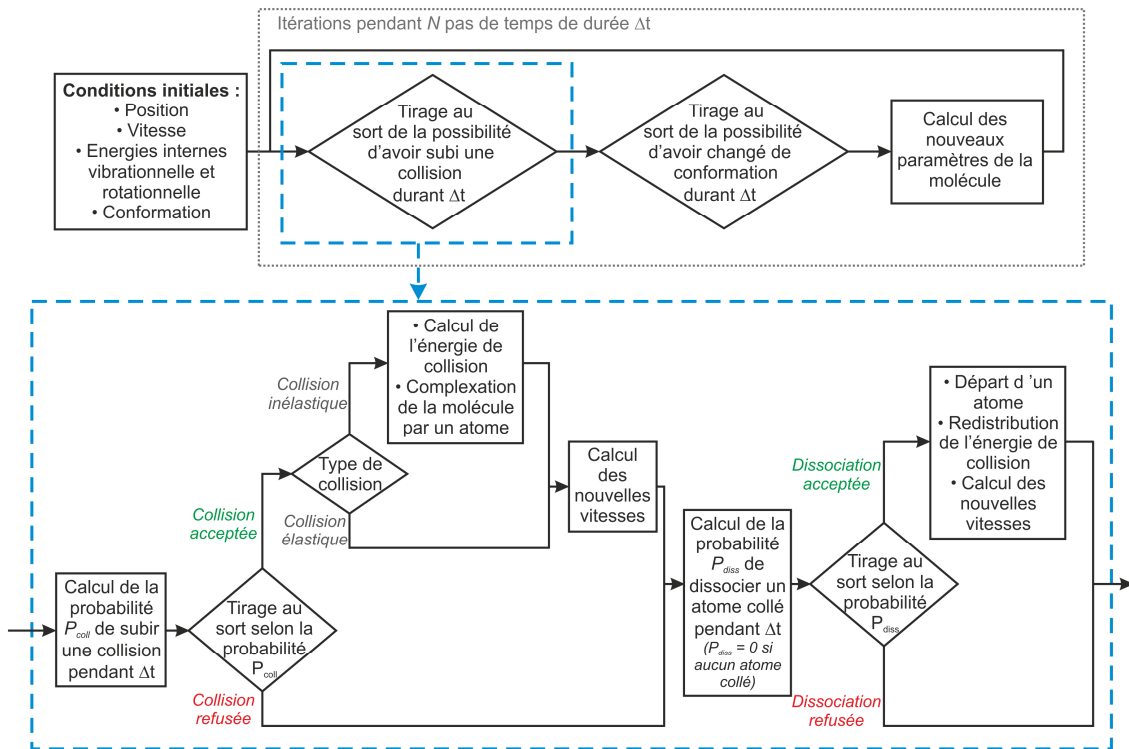 Itérations pendant N pas de temps de durée Δt
Conditions initiales :
• Position
• Vitesse
• Energies internes
vibrationnelle et
rotationnelle
• Conformation
Tirage au
sort de la possibilité
d'avoir subi une
collision
durant Δt
Tirage au
sort de la possibilité
d'avoir changé de
conformation
durant Δt
Calcul des
nouveaux
paramètres de la
molécule
• Calcul de
l'énergie de
collision
• Complexation
de la molécule
par un atome
Collision
inélastique
Type de
collision
Collision
élastique
Collision
acceptée
Calcul
des
nouvelles
vitesses
Calcul de la
probabilité
Pcoll de subir
une collision
pendant Δt
Tirage au
sort selon la
probabilité
Pcoll
Collision
refusée
Calcul de la
probabilité
Pdiss de
dissocier un
atome collé
pendant Δt
(Pdiss = 0 si
aucun atome
collé)
Dissociation
acceptée
• Départ d 'un
atome
• Redistribution
de l'énergie de
collision
• Calcul des
nouvelles
vitesses
Tirage au
sort selon la
probabilité
Pdiss
Dissociation
refusée